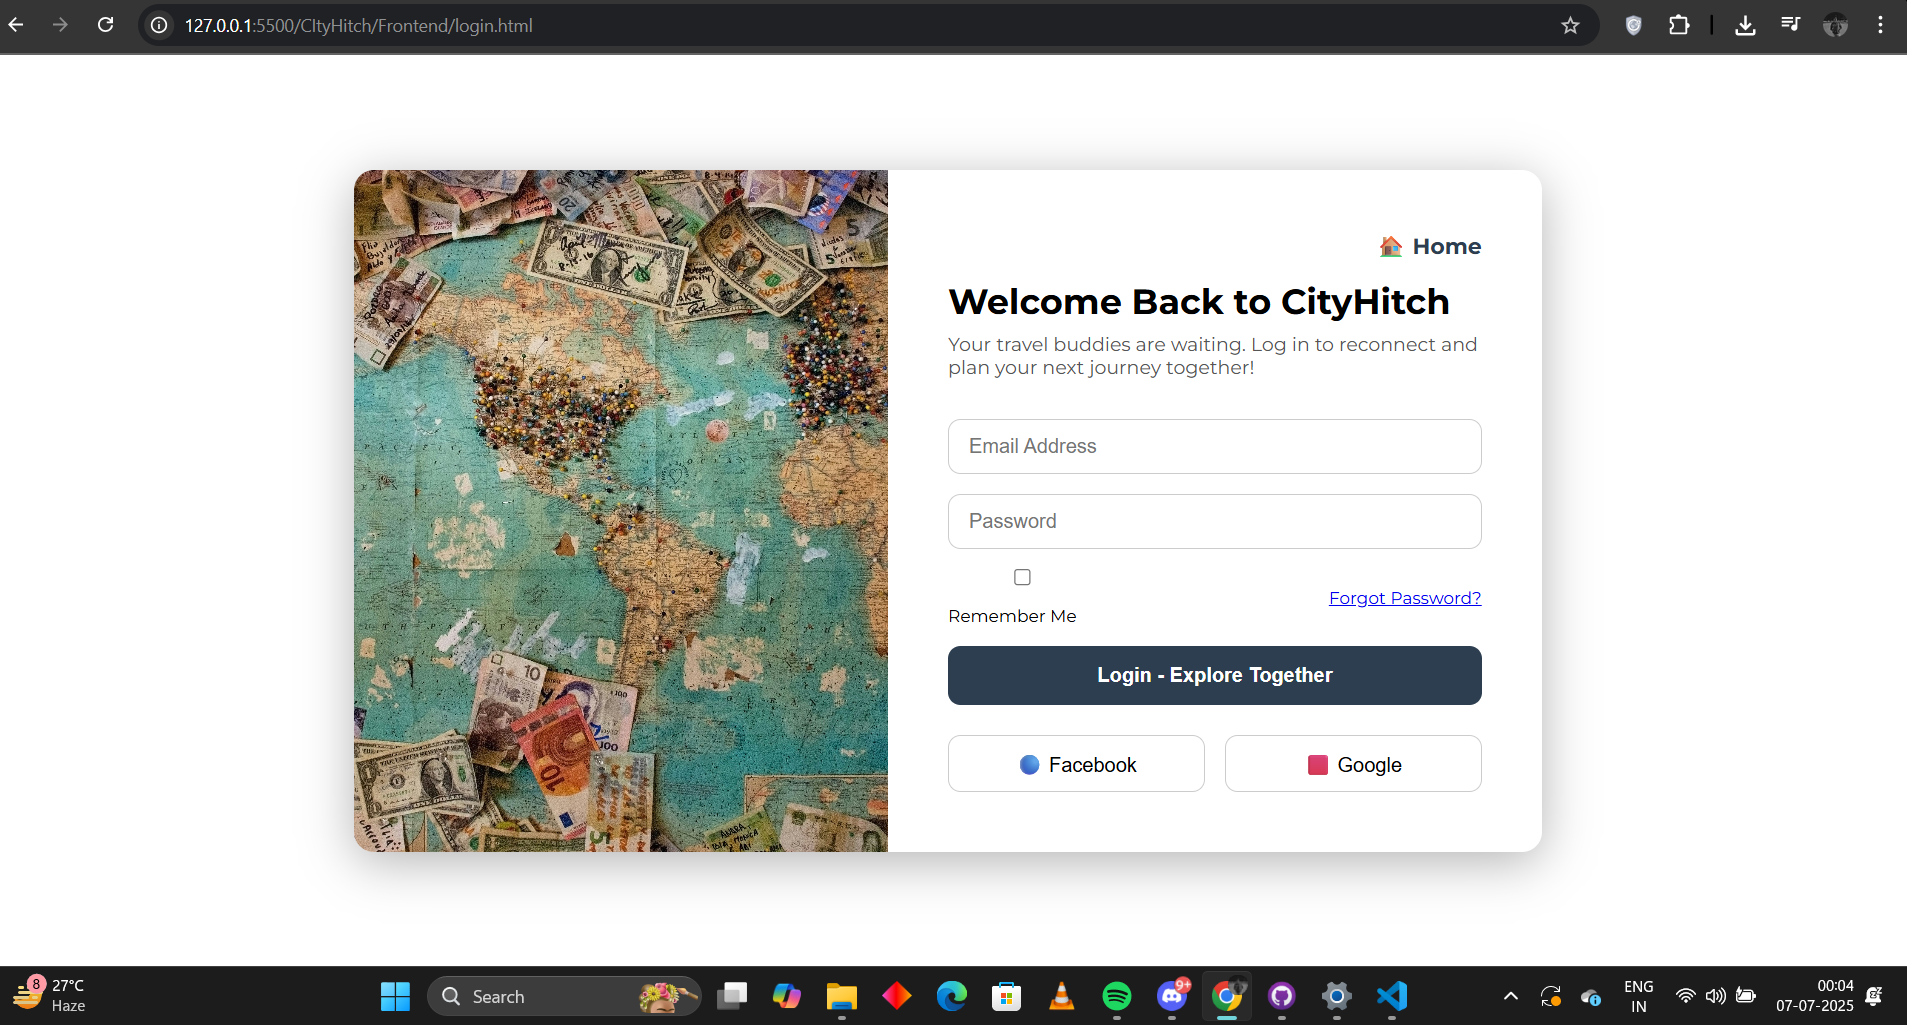 127.0.0.1:5500/CItyHitch/Frontend/login.html
Home
Welcome Back to CityHitch
Your travel buddies are waiting. Log in to reconnect and
plan your next journey together!
Email Address
Password
Remember Me
Forgot Password?
Login - Explore Together
Facebook
Google
8
27°C
Haze
Search
9+
ENG
IN
00:04
07-07-2025